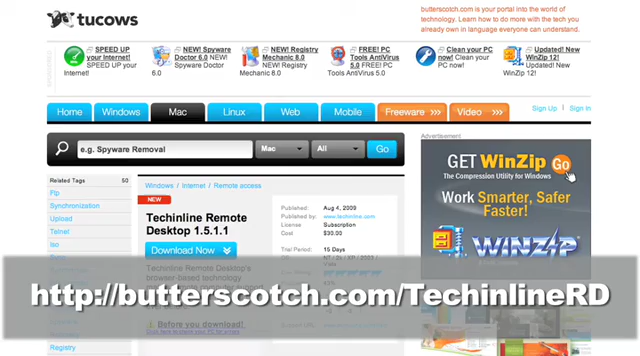 tucows
butterscotch.com is your portal into the world of
technology. Learn to do more with the tech you
already own in language everyone can understand.
SPEED UP
your Internet!
SPEED UP your
Internet!
NEW! Spyware
Doctor 6.0 NEW!
Spyware Doctor
6.0
NEW! Registry
Mechanic 8.0
NEW! Registry
Mechanic 8.0
FREE! PC
Tools AntiVirus
5.0 FREE! PC
Tools AntiVirus 5.0
Clean your PC
now! Clean your
PC now!
Updated! New
WinZip 12!
Updated! New
WinZip 12!
Home
Windows
Mac
Linux
Web
Mobile
Freeware >>>
Video >>>
Sign Up | Sign in
e.g. Spyware Removal
Mac
All
Go
Advertisement
GET WinZip Go
The Compression Utility for Windows
Work Smarter, Safer
Faster!
WINZIP
Related Tags 50
Ftp
Synchronization
Upload
Telnet
Iso
Sync
Windows / Internet / Remote access
NEW
Techinline Remote
Desktop 1.5.1.1
Download Now
Techinline Remote
Desktop's
browser-based technology
Published: Aug 4, 2009
Published by: www.techinline.com
License Subscription
Cost $30.00
Trial Period: 15 Days
http://butterscotch.com/TechinlineRD
Before you download!
Registry